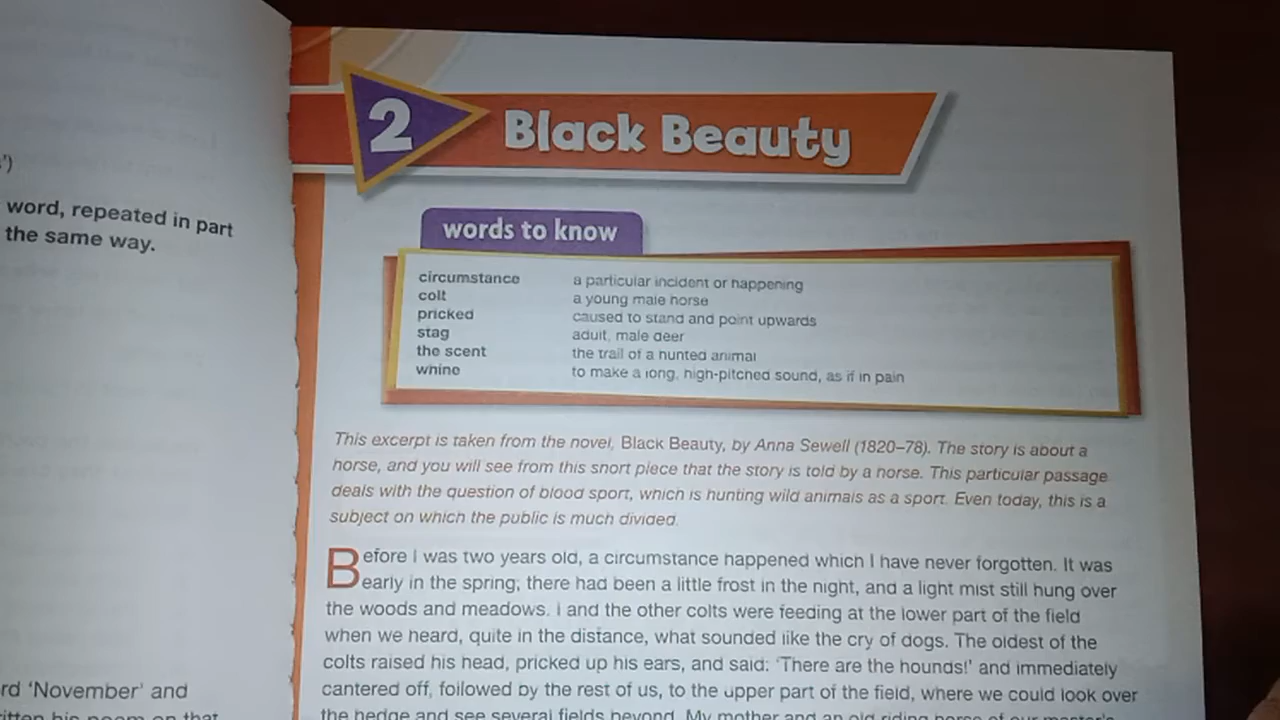 ')
word, repeated in part
the same way.
rd 'November' and
itten his poem on that
2 Black Beauty
words to know
circumstance a particular incident or happening
colt a young male horse
pricked caused to stand and point upwards
stag adult, male deer
the scent the trail of a hunted animal
whine to make a long, high-pitched sound, as if in pain
This excerpt is taken from the novel, Black Beauty, by Anna Sewell (1820–78). The story is about a
horse, and you will see from this short piece that the story is told by a horse. This particular passage
deals with the question of blood sport, which is hunting wild animals as a sport. Even today, this is a
subject on which the public is much divided.
Before I was two years old, a circumstance happened which I have never forgotten. It was
early in the spring; there had been a little frost in the night, and a light mist still hung over
the woods and meadows. I and the other colts were feeding at the lower part of the field
when we heard, quite in the distance, what sounded like the cry of dogs. The oldest of the
colts raised his head, pricked up his ears, and said: 'There are the hounds!' and immediately
cantered off, followed by the rest of us, to the upper part of the field, where we could look over
the hedge and see several fields beyond. My mother and an old riding horse of our master's